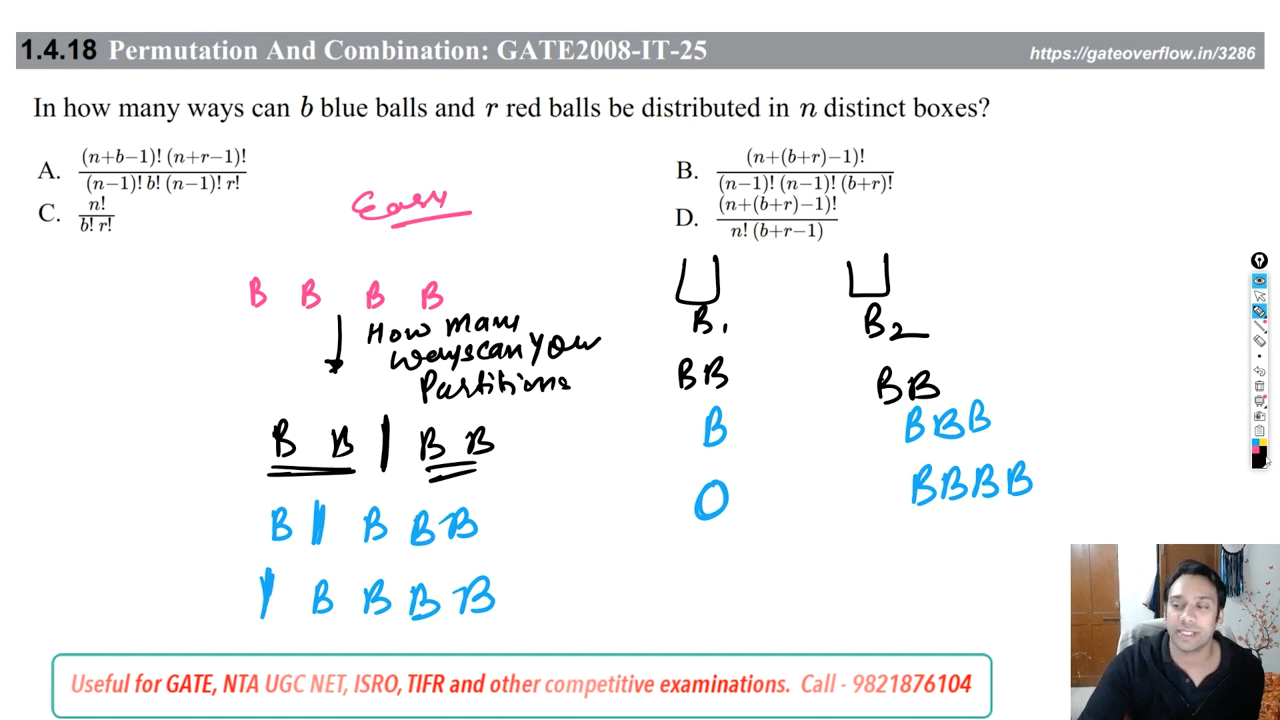 1.4.18 Permutation And Combination: GATE2008-IT-25 https://gateoverflow.in/3286
In how many ways can b blue balls and r red balls be distributed in n distinct boxes?
A. (n+b−1)! (n+r−1)! / (n−1)! b! (n−1)! r!
B. (n+(b+r)−1)! / (n−1)! (n−1)! (b+r)!
C. n! / b! r!
D. (n+(b+r)−1)! / n! (b+r−1)
Easy
B B B B
How many
ways can you
Partitions
B B | B B
B | B B B
| B B B B
B1 B2
BB BB
B BBB
O BBBB
Useful for GATE, NTA UGC NET, ISRO, TIFR and other competitive examinations. Call - 9821876104